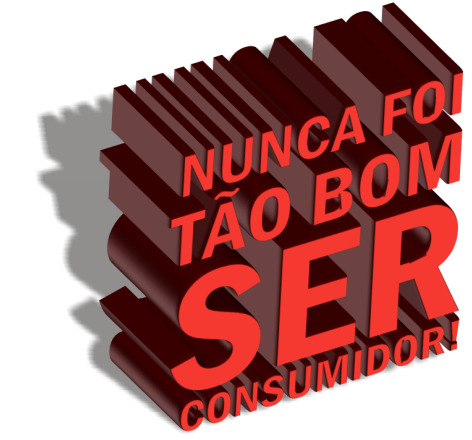 NUNCA FOI
TÃO BOM
SER
CONSUMIDOR!